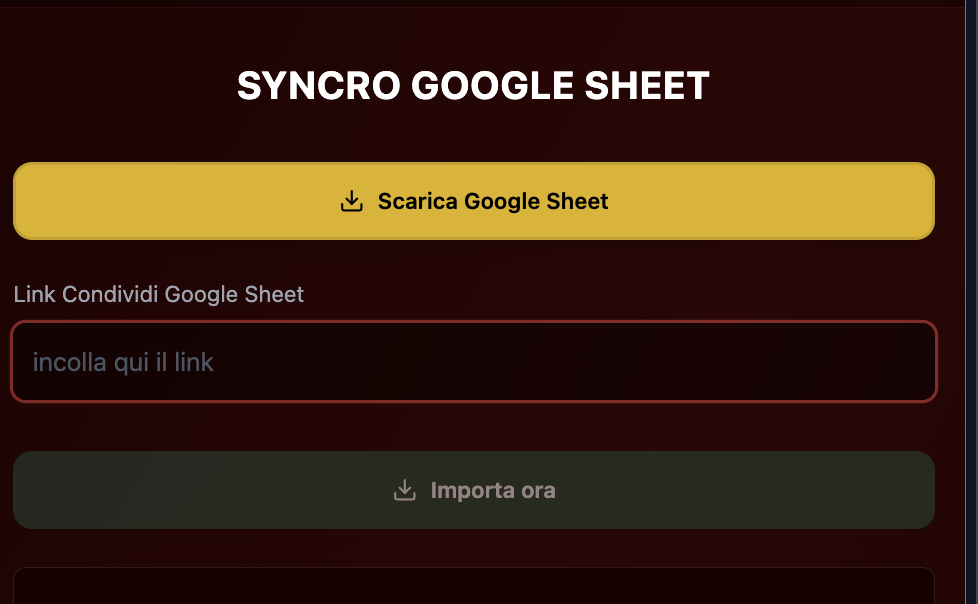 SYNCRO GOOGLE SHEET
Scarica Google Sheet
Link Condividi Google Sheet
incolla qui il link
Importa ora